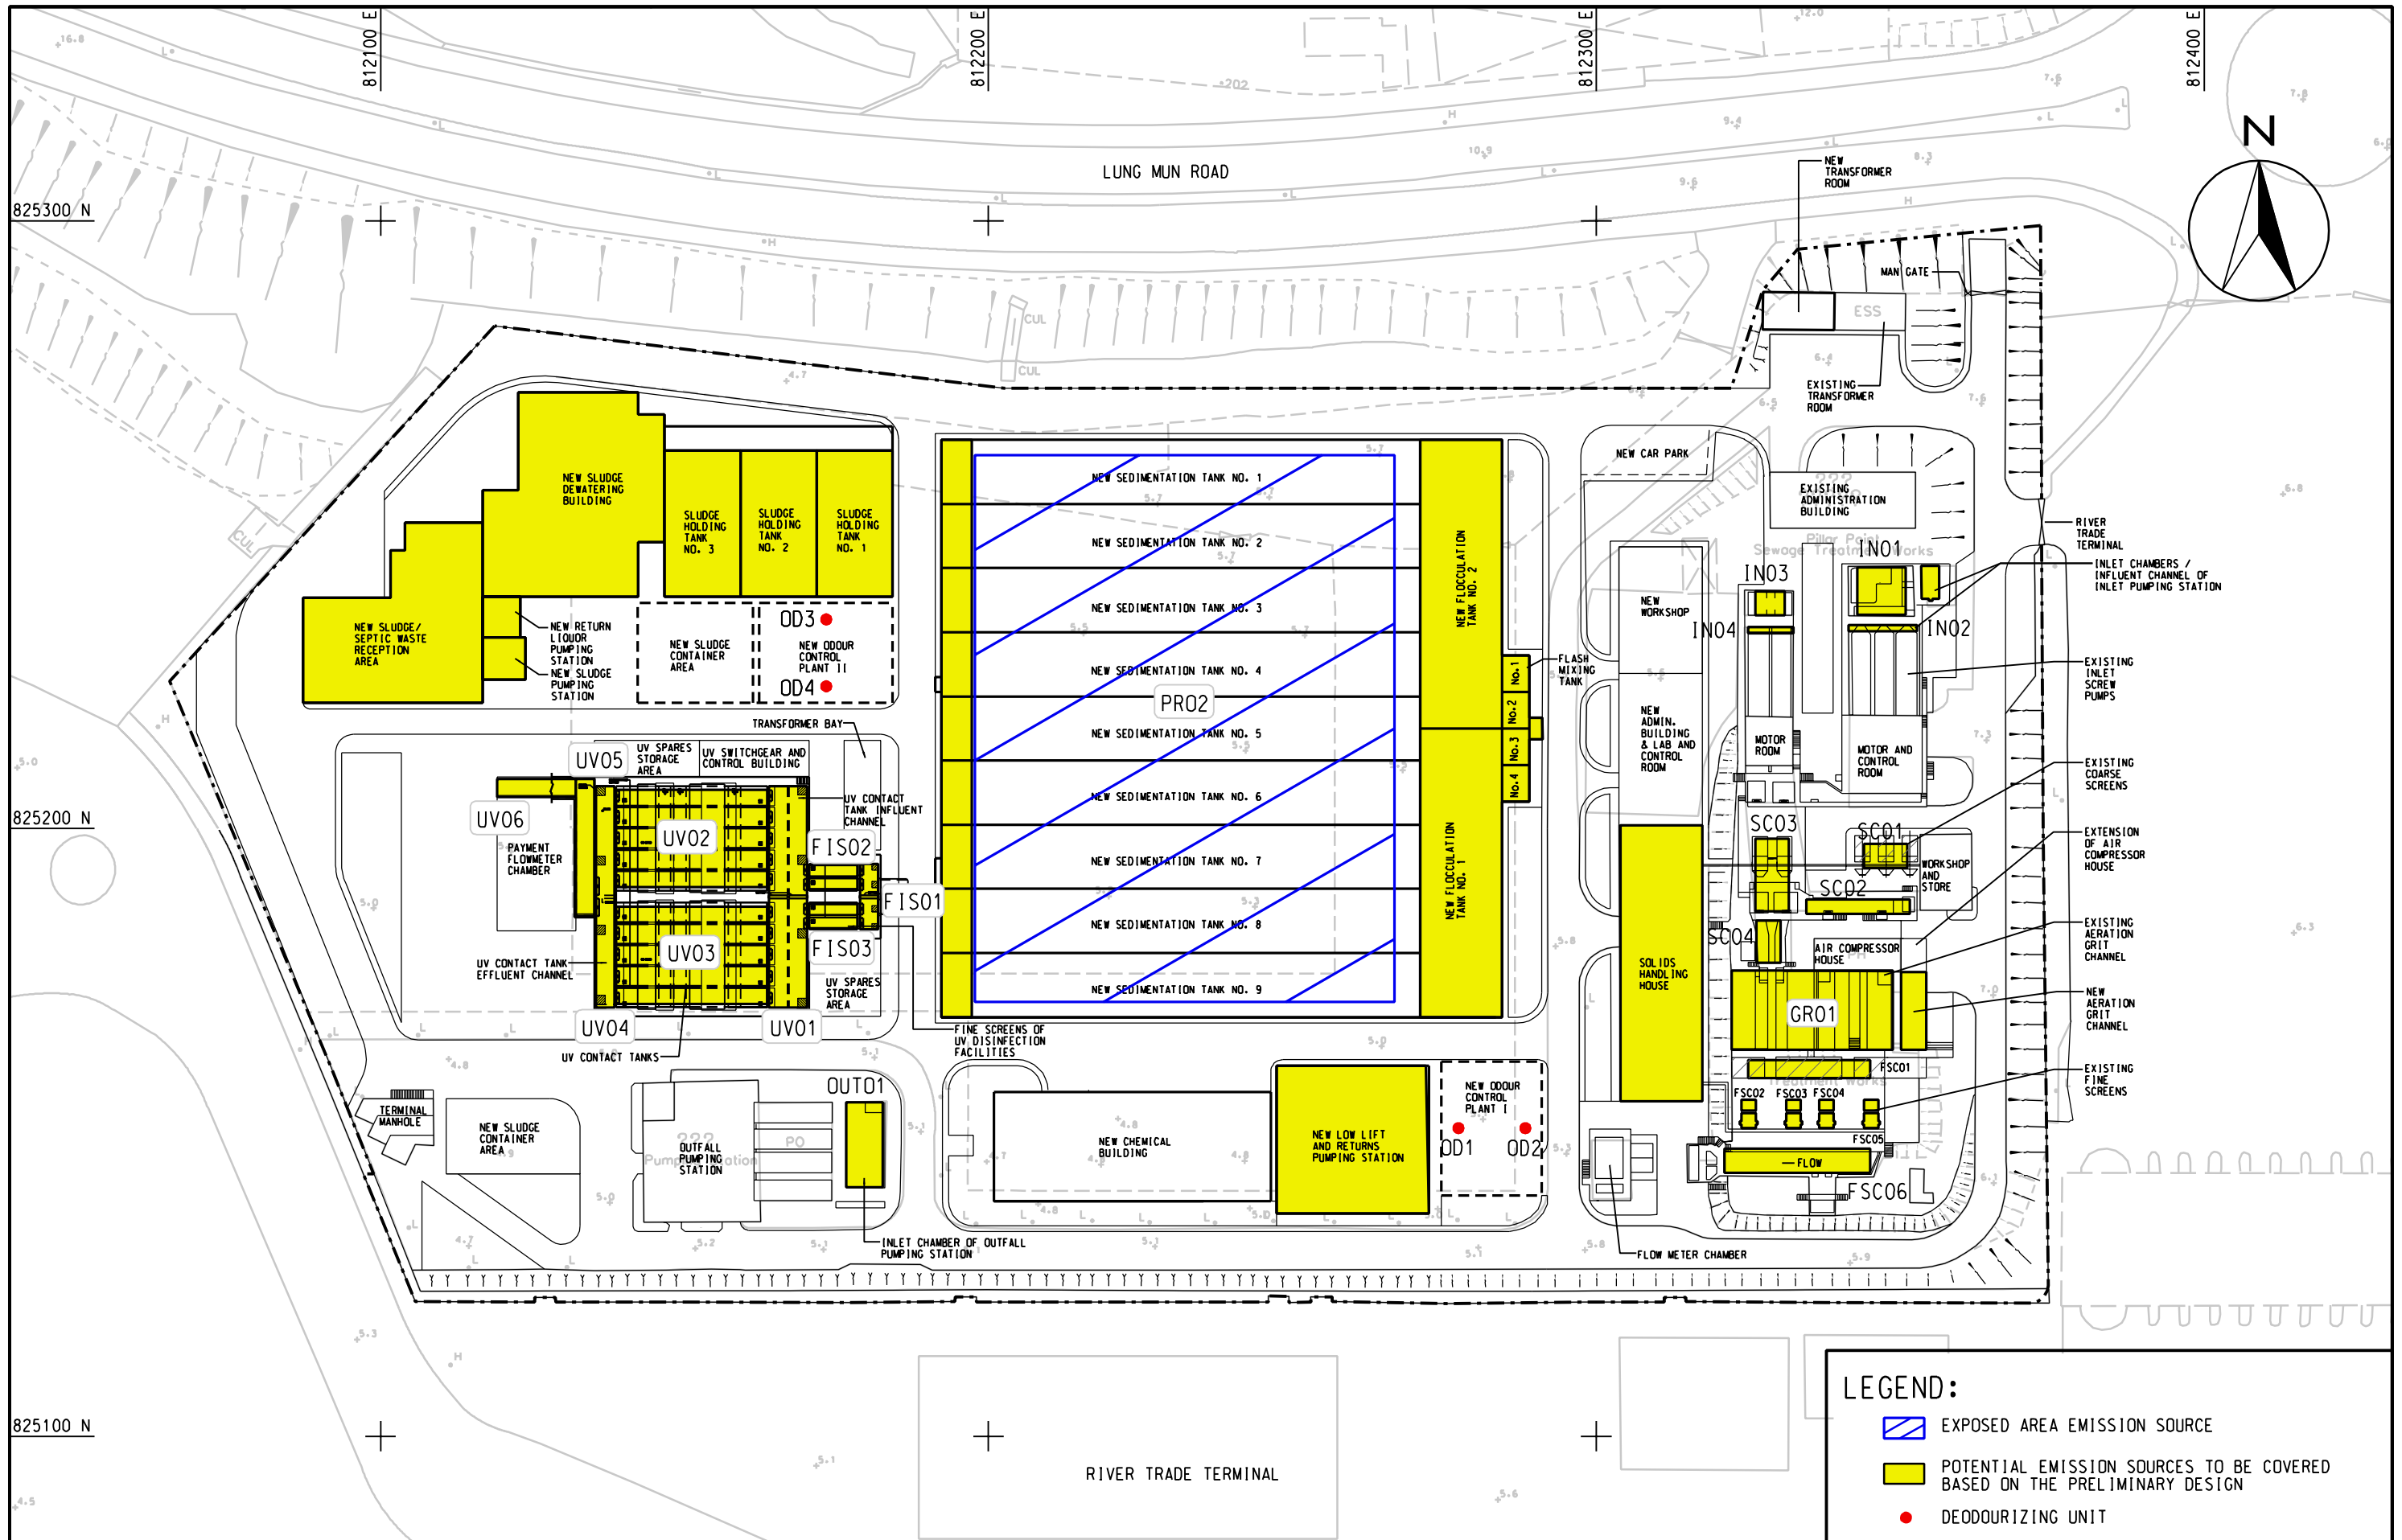 812100 E
812200 E
812300 E
812400 E
N
825300 N
825200 N
825100 N
LUNG MUN ROAD
NEW
TRANSFORMER
ROOM
MAN GATE
ESS
EXISTING
TRANSFORMER
ROOM
CUL
CUL
CUL
NEW CAR PARK
EXISTING
ADMINISTRATION
BUILDING
Pillar Point
Sewage Treatment Works
RIVER
TRADE
TERMINAL
INLET CHAMBERS /
INFLUENT CHANNEL OF
INLET PUMPING STATION
IN01
IN03
IN04
IN02
EXISTING
INLET
SCREW
PUMPS
NEW
WORKSHOP
NEW
ADMIN.
BUILDING
& LAB AND
CONTROL
ROOM
MOTOR
ROOM
MOTOR AND
CONTROL
ROOM
EXISTING
COARSE
SCREENS
SC03
SC01
SC02
SC04
WORKSHOP
AND
STORE
EXTENSION
OF AIR
COMPRESSOR
HOUSE
AIR COMPRESSOR
HOUSE
EXISTING
AERATION
GRIT
CHANNEL
GR01
NEW
AERATION
GRIT
CHANNEL
SOLIDS
HANDLING
HOUSE
FSC01
Treatment Works
FSC02
FSC03
FSC04
FSC05
EXISTING
FINE
SCREENS
FLOW
FSC06
FLOW METER CHAMBER
NEW SLUDGE
DEWATERING
BUILDING
SLUDGE
HOLDING
TANK
NO. 3
SLUDGE
HOLDING
TANK
NO. 2
SLUDGE
HOLDING
TANK
NO. 1
NEW SLUDGE/
SEPTIC WASTE
RECEPTION
AREA
NEW RETURN
LIQUOR
PUMPING
STATION
NEW SLUDGE
PUMPING
STATION
NEW SLUDGE
CONTAINER
AREA
OD3
NEW ODOUR
CONTROL
PLANT II
OD4
TRANSFORMER BAY
NEW SEDIMENTATION TANK NO. 1
NEW SEDIMENTATION TANK NO. 2
NEW SEDIMENTATION TANK NO. 3
NEW SEDIMENTATION TANK NO. 4
PR02
NEW SEDIMENTATION TANK NO. 5
NEW SEDIMENTATION TANK NO. 6
NEW SEDIMENTATION TANK NO. 7
NEW SEDIMENTATION TANK NO. 8
NEW SEDIMENTATION TANK NO. 9
NEW FLOCCULATION
TANK NO. 2
NEW FLOCCULATION
TANK NO. 1
No.1
No.2
No.3
No.4
FLASH
MIXING
TANK
UV05
UV SPARES
STORAGE
AREA
UV SWITCHGEAR AND
CONTROL BUILDING
UV CONTACT
TANK INFLUENT
CHANNEL
UV06
PAYMENT
FLOWMETER
CHAMBER
UV02
FIS02
FIS01
FIS03
UV03
UV CONTACT TANK
EFFLUENT CHANNEL
UV SPARES
STORAGE
AREA
UV04
UV01
UV CONTACT TANKS
FINE SCREENS OF
UV DISINFECTION
FACILITIES
TERMINAL
MANHOLE
NEW SLUDGE
CONTAINER
AREA
OUT01
OUTFALL
PUMPING
STATION
PO
INLET CHAMBER OF OUTFALL
PUMPING STATION
NEW CHEMICAL
BUILDING
NEW LOW LIFT
AND RETURNS
PUMPING STATION
NEW ODOUR
CONTROL
PLANT I
OD1
OD2
RIVER TRADE TERMINAL
LEGEND:
EXPOSED AREA EMISSION SOURCE
POTENTIAL EMISSION SOURCES TO BE COVERED
BASED ON THE PRELIMINARY DESIGN
DEODOURIZING UNIT